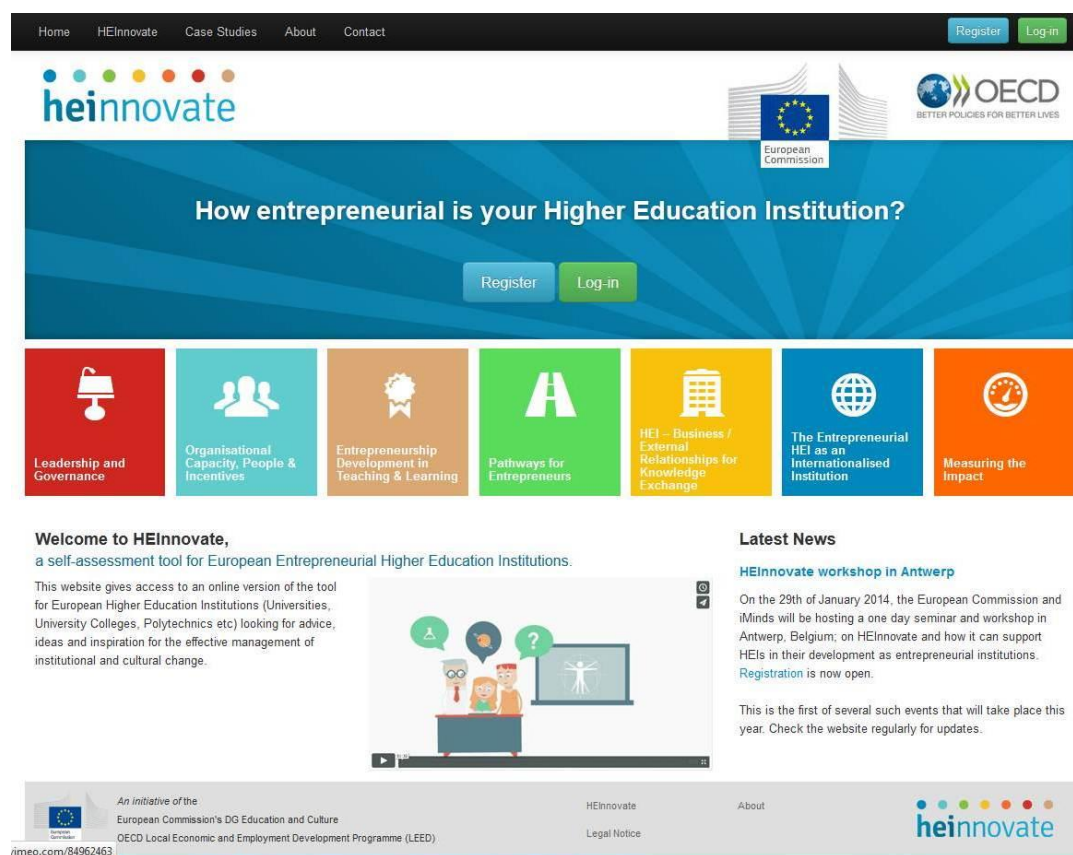 Home HEInnovate Case Studies About Contact Register Log-in
heinnovate
European
Commission
OECD
BETTER POLICIES FOR BETTER LIVES
How entrepreneurial is your Higher Education Institution?
Register Log-in
Leadership and
Governance
Organisational
Capacity, People &
Incentives
Entrepreneurship
Development in
Teaching & Learning
Pathways for
Entrepreneurs
HEI – Business /
External
Relationships for
Knowledge
Exchange
The Entrepreneurial
HEI as an
Internationalised
Institution
Measuring the
Impact
Welcome to HEInnovate,
a self-assessment tool for European Entrepreneurial Higher Education Institutions.
This website gives access to an online version of the tool
for European Higher Education Institutions (Universities,
University Colleges, Polytechnics etc) looking for advice,
ideas and inspiration for the effective management of
institutional and cultural change.
?
Latest News
HEInnovate workshop in Antwerp
On the 29th of January 2014, the European Commission and
iMinds will be hosting a one day seminar and workshop in
Antwerp, Belgium; on HEInnovate and how it can support
HEIs in their development as entrepreneurial institutions.
Registration is now open.
This is the first of several such events that will take place this
year. Check the website regularly for updates.
European
Commission
An initiative of the
European Commission's DG Education and Culture
OECD Local Economic and Employment Development Programme (LEED)
HEInnovate
Legal Notice
About
heinnovate
vimeo.com/84962463